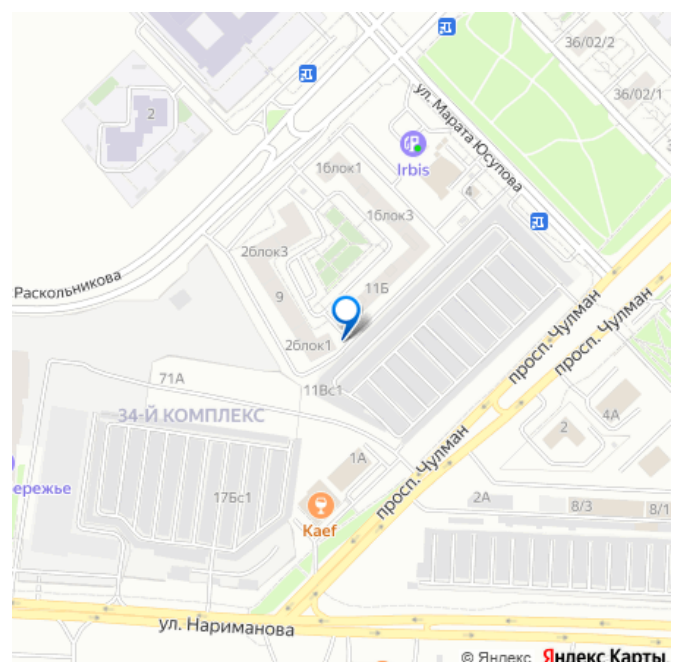 36/02/2
36/02/1
2
ул. Марата Юсупова
Irbis
1блок1
4
1блок3
2блок3
.Раскольникова
9
11Б
2блок1
просп. Чулман
просп. Чулман
71А
11Вс1
34-Й КОМПЛЕКС
4А
2
просп. Чулман
1А
ережье
17Бс1
2А
8/3
8/1
Kaef
ул. Нариманова
© Яндекс Яндекс Карты